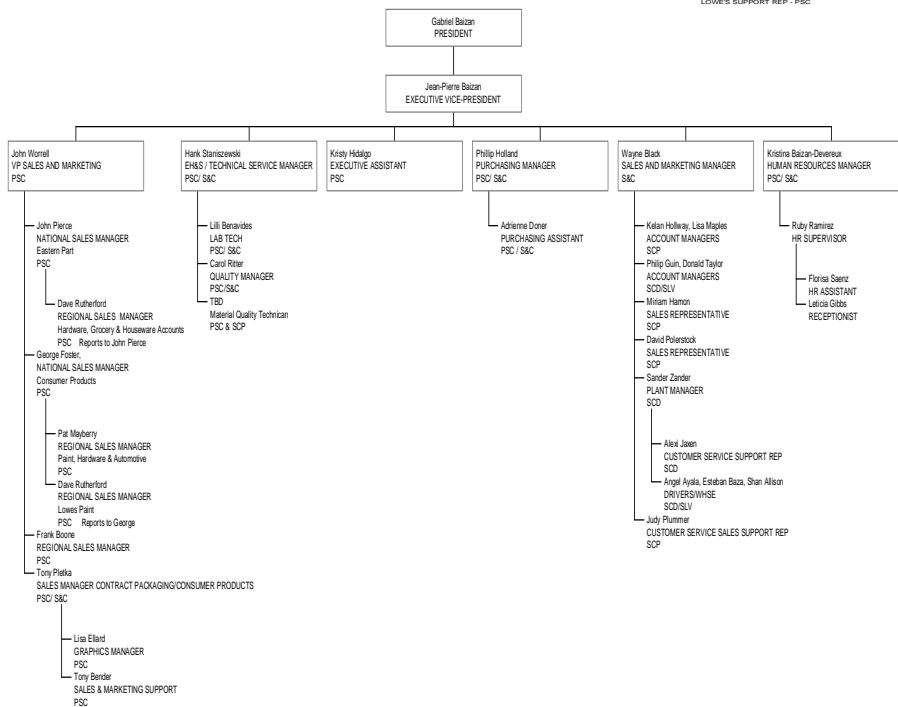 LOWE'S SUPPORT REP - PSC
Gabriel Baizan
PRESIDENT
Jean-Pierre Baizan
EXECUTIVE VICE-PRESIDENT
John Worrell
VP SALES AND MARKETING
PSC
John Pierce
NATIONAL SALES MANAGER
Eastern Part
PSC
Dave Rutherford
REGIONAL SALES MANAGER
Hardware, Grocery & Houseware Accounts
PSC Reports to John Pierce
George Foster,
NATIONAL SALES MANAGER
Consumer Products
PSC
Pat Mayberry
REGIONAL SALES MANAGER
Paint, Hardware & Automotive
PSC
Dave Rutherford
REGIONAL SALES MANAGER
Lowes Paint
PSC Reports to George
Frank Boone
REGIONAL SALES MANAGER
PSC
Tony Pletka
SALES MANAGER CONTRACT PACKAGING/CONSUMER PRODUCTS
PSC/ S&C
Lisa Ellard
GRAPHICS MANAGER
PSC
Tony Bender
SALES & MARKETING SUPPORT
PSC
Hank Staniszewski
EH&S / TECHNICAL SERVICE MANAGER
PSC/ S&C
Lilli Benavides
LAB TECH
PSC/ S&C
Carol Ritter
QUALITY MANAGER
PSC/S&C
TBD
Material Quality Technican
PSC & SCP
Kristy Hidalgo
EXECUTIVE ASSISTANT
PSC
Phillip Holland
PURCHASING MANAGER
PSC/ S&C
Adrienne Doner
PURCHASING ASSISTANT
PSC / S&C
Wayne Black
SALES AND MARKETING MANAGER
S&C
Kelan Hollway, Lisa Maples
ACCOUNT MANAGERS
SCP
Philip Guin, Donald Taylor
ACCOUNT MANAGERS
SCD/SLV
Miriam Hamon
SALES REPRESENTATIVE
SCP
David Polerstock
SALES REPRESENTATIVE
SCP
Sander Zander
PLANT MANAGER
SCD
Alexi Jaxen
CUSTOMER SERVICE SUPPORT REP
SCD
Angel Ayala, Esteban Baza, Shan Allison
DRIVERS/WHSE
SCD/SLV
Judy Plummer
CUSTOMER SERVICE SALES SUPPORT REP
SCP
Kristina Baizan-Devereux
HUMAN RESOURCES MANAGER
PSC/ S&C
Ruby Ramirez
HR SUPERVISOR
Florisa Saenz
HR ASSISTANT
Leticia Gibbs
RECEPTIONIST